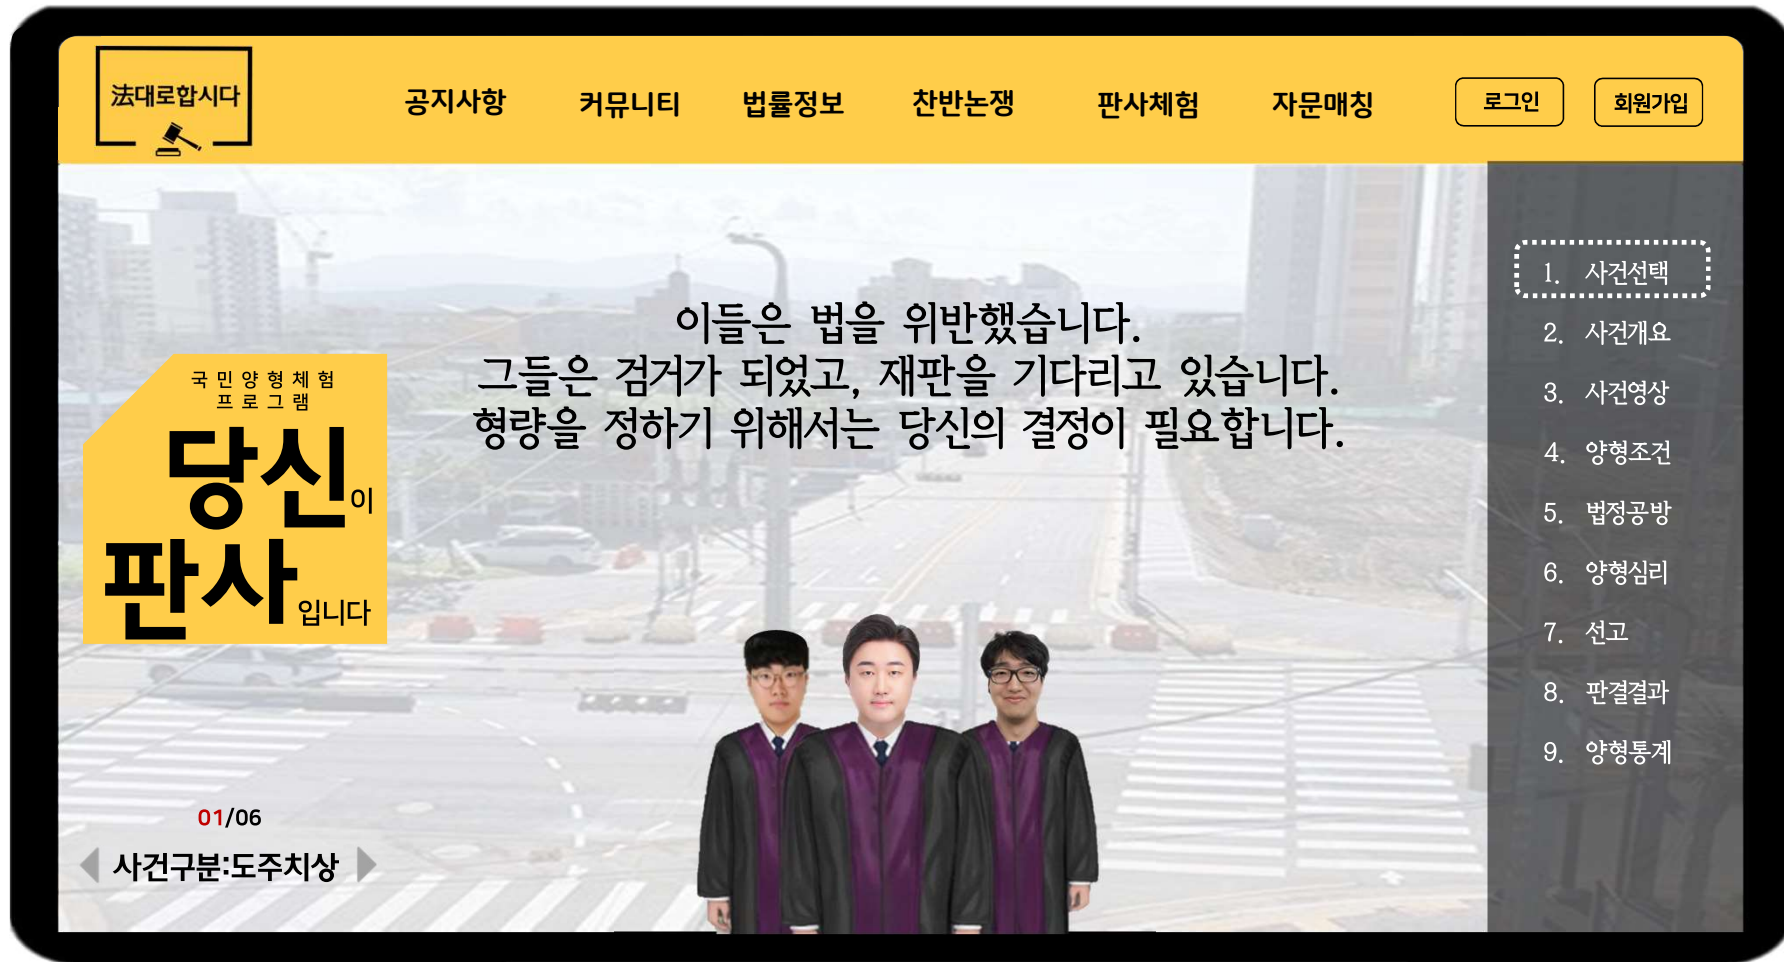 法대로합시다
공지사항
커뮤니티
법률정보
찬반논쟁
판사체험
자문매칭
로그인
회원가입
이들은 법을 위반했습니다.
그들은 검거가 되었고, 재판을 기다리고 있습니다.
형량을 정하기 위해서는 당신의 결정이 필요합니다.
국민양형체험
프로그램
당신이
판사입니다
01/06
사건구분:도주치상
1. 사건선택
2. 사건개요
3. 사건영상
4. 양형조건
5. 법정공방
6. 양형심리
7. 선고
8. 판결결과
9. 양형통계